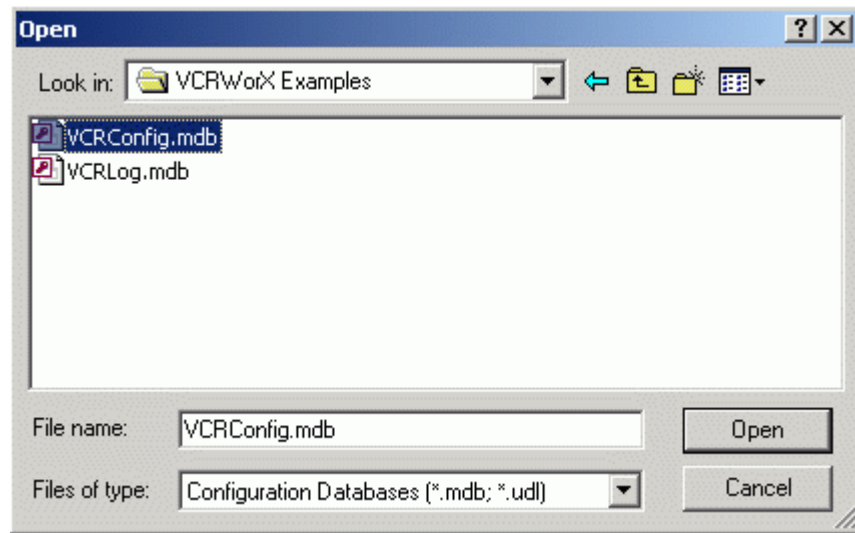 Open
Look in: VCRWorX Examples
VCRConfig.mdb
VCRLog.mdb
File name: VCRConfig.mdb Open
Files of type: Configuration Databases (*.mdb; *.udl) Cancel